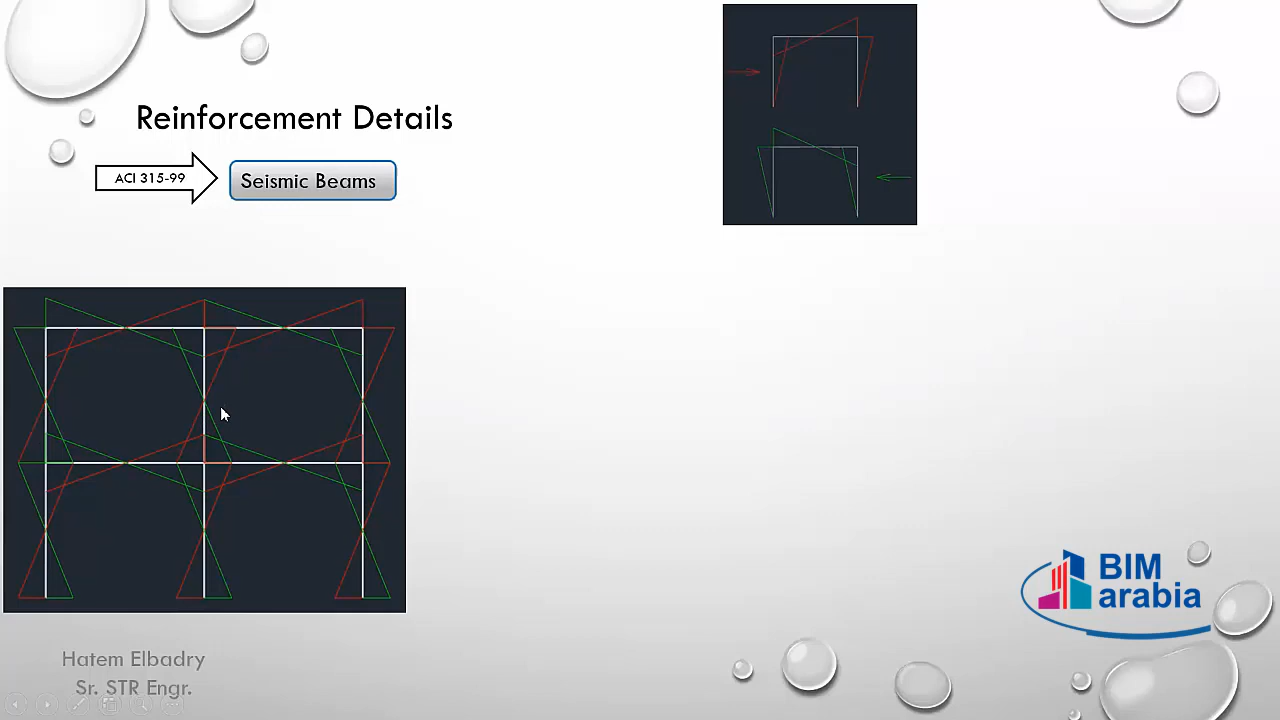 Reinforcement Details
ACI 315-99
Seismic Beams
BIM
arabia
Hatem Elbadry
Sr. STR Engr.